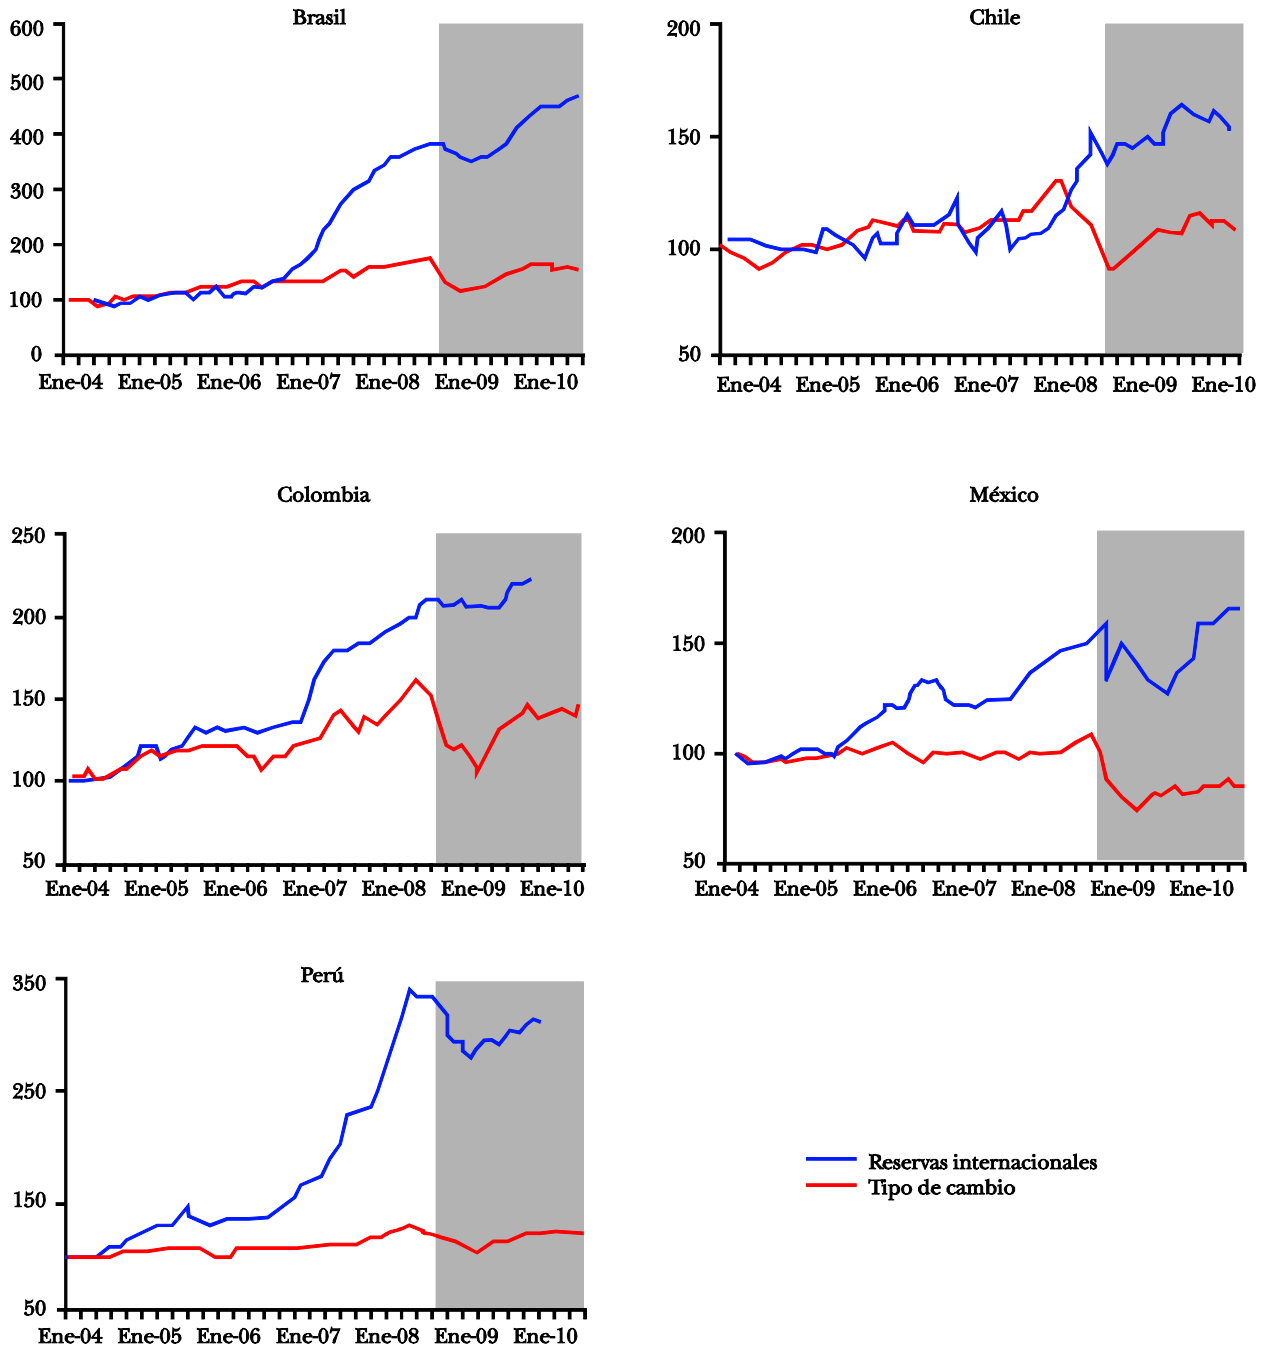 Brasil
600
500
400
300
200
100
0
Ene-04 Ene-05 Ene-06 Ene-07 Ene-08 Ene-09 Ene-10
Chile
200
150
100
50
Ene-04 Ene-05 Ene-06 Ene-07 Ene-08 Ene-09 Ene-10
Colombia
250
200
150
100
50
Ene-04 Ene-05 Ene-06 Ene-07 Ene-08 Ene-09 Ene-10
México
200
150
100
50
Ene-04 Ene-05 Ene-06 Ene-07 Ene-08 Ene-09 Ene-10
Perú
350
250
150
50
Ene-04 Ene-05 Ene-06 Ene-07 Ene-08 Ene-09 Ene-10
Reservas internacionales
Tipo de cambio